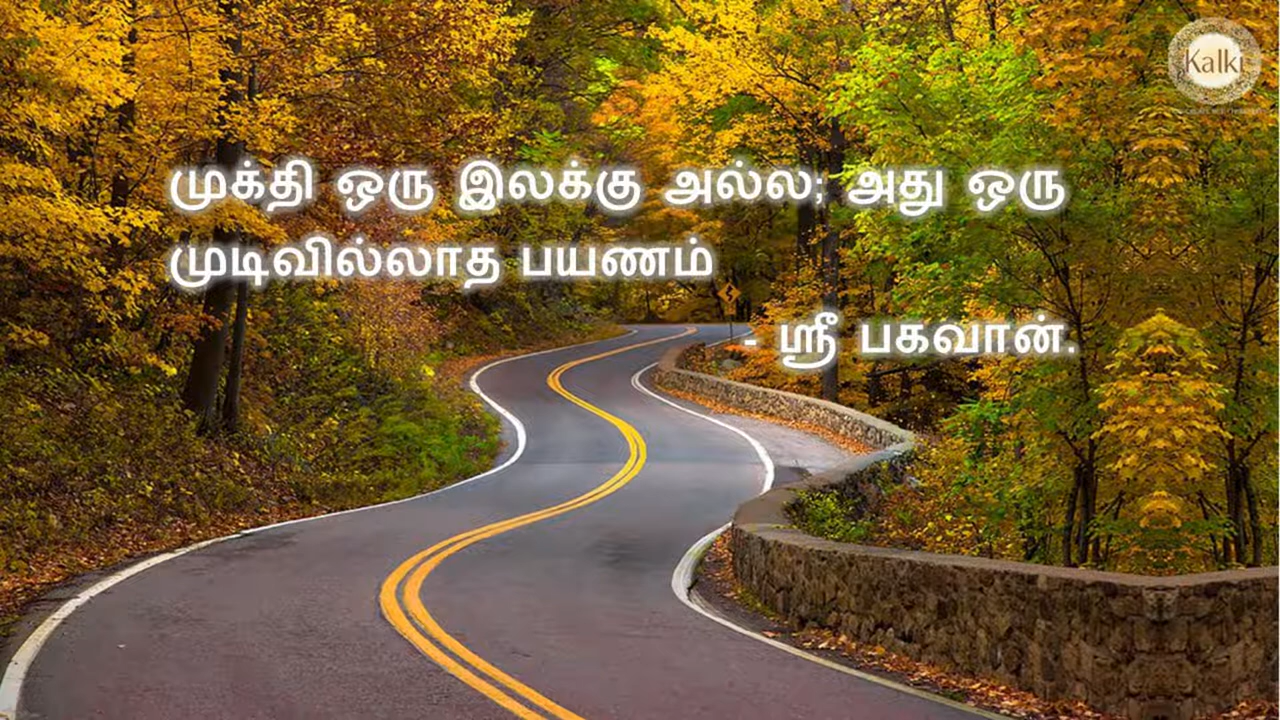 Kalki
முக்தி ஒரு இலக்கு அல்ல; அது ஒரு
முடிவில்லாத பயணம்
- ஸ்ரீ பகவான்.